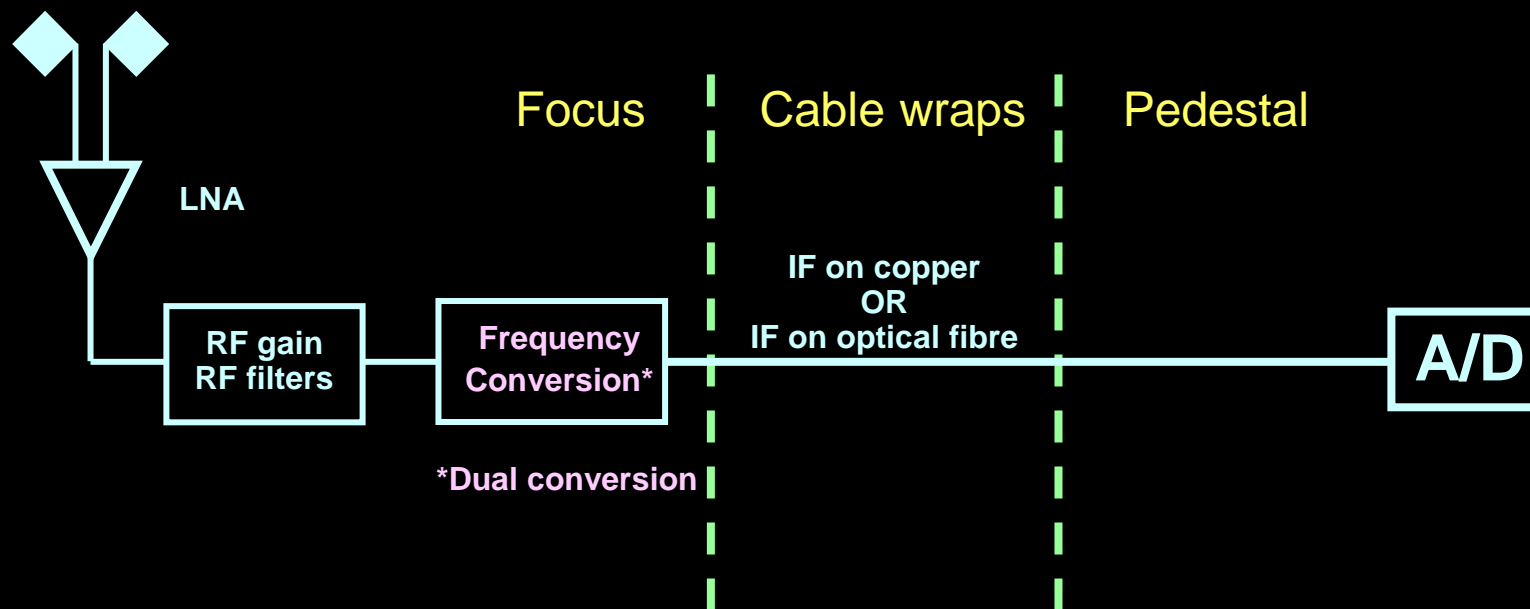 Focus
Cable wraps
Pedestal
LNA
IF on copper
OR
IF on optical fibre
RF gain
RF filters
Frequency
Conversion*
A/D
*Dual conversion